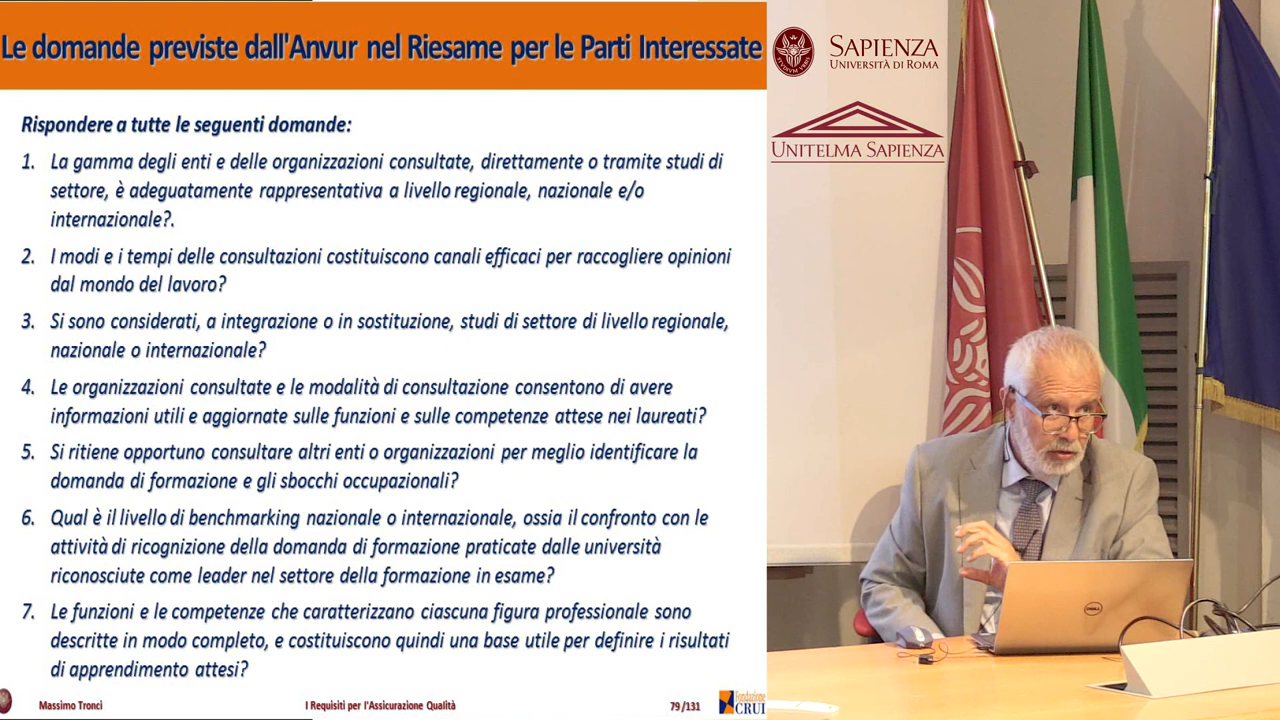 Le domande previste dall'Anvur nel Riesame per le Parti Interessate
Rispondere a tutte le seguenti domande:
1. La gamma degli enti e delle organizzazioni consultate, direttamente o tramite studi di
settore, è adeguatamente rappresentativa a livello regionale, nazionale e/o
internazionale?.
2. I modi e i tempi delle consultazioni costituiscono canali efficaci per raccogliere opinioni
dal mondo del lavoro?
3. Si sono considerati, a integrazione o in sostituzione, studi di settore di livello regionale,
nazionale o internazionale?
4. Le organizzazioni consultate e le modalità di consultazione consentono di avere
informazioni utili e aggiornate sulle funzioni e sulle competenze attese nei laureati?
5. Si ritiene opportuno consultare altri enti o organizzazioni per meglio identificare la
domanda di formazione e gli sbocchi occupazionali?
6. Qual è il livello di benchmarking nazionale o internazionale, ossia il confronto con le
attività di ricognizione della domanda di formazione praticate dalle università
riconosciute come leader nel settore della formazione in esame?
7. Le funzioni e le competenze che caratterizzano ciascuna figura professionale sono
descritte in modo completo, e costituiscono quindi una base utile per definire i risultati
di apprendimento attesi?
Massimo Tronci
I Requisiti per l'Assicurazione Qualità
79 /131
Fondazione
CRUI
SAPIENZA
UNIVERSITÀ DI ROMA
UNITELMA SAPIENZA
DELL